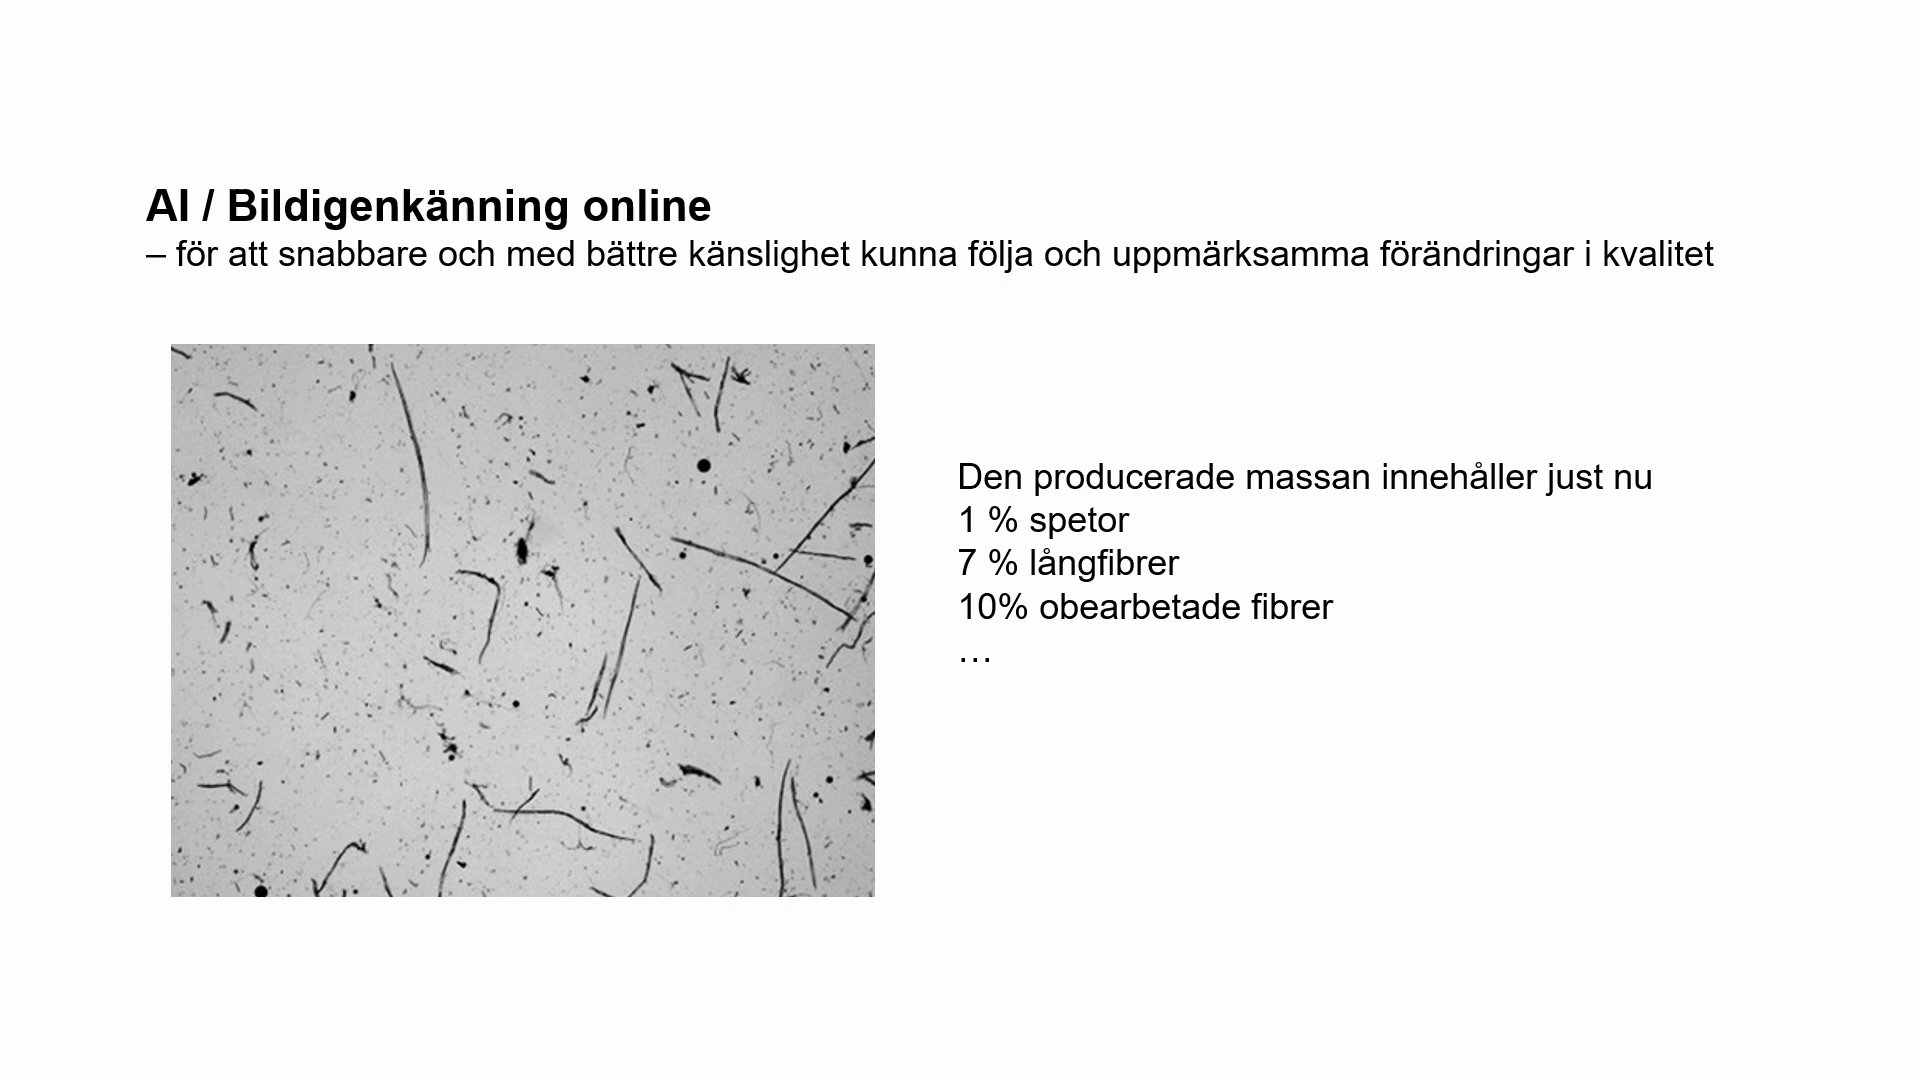 AI / Bildigenkänning online
– för att snabbare och med bättre känslighet kunna följa och uppmärksamma förändringar i kvalitet
Den producerade massan innehåller just nu
1 % spetor
7 % långfibrer
10% obearbetade fibrer
…